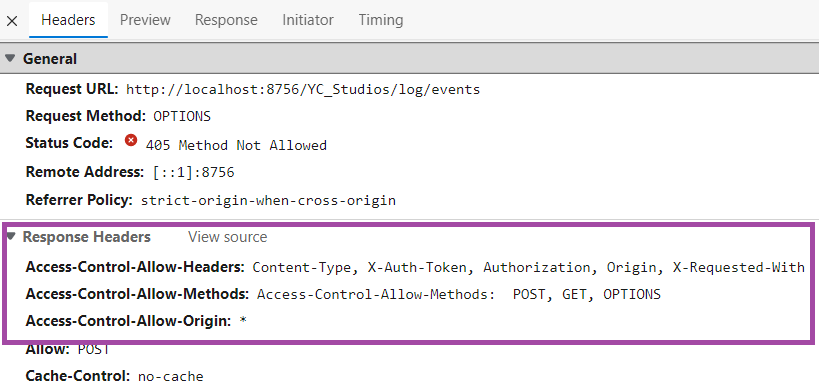 Headers Preview Response Initiator Timing
General
Request URL: http://localhost:8756/YC_Studios/log/events
Request Method: OPTIONS
Status Code: 405 Method Not Allowed
Remote Address: [::1]:8756
Referrer Policy: strict-origin-when-cross-origin
Response Headers View source
Access-Control-Allow-Headers: Content-Type, X-Auth-Token, Authorization, Origin, X-Requested-With
Access-Control-Allow-Methods: Access-Control-Allow-Methods: POST, GET, OPTIONS
Access-Control-Allow-Origin: *
Allow: POST
Cache-Control: no-cache